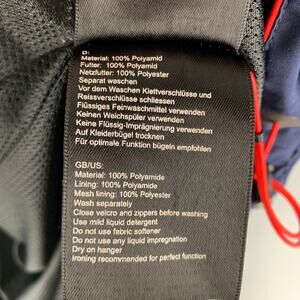 D:
Material: 100% Polyamid
Futter: 100% Polyamid
Netzfutter: 100% Polyester
Separat waschen
Vor dem Waschen Klettverschlüsse und
Reissverschlüsse schliessen
Flüssiges Feinwaschmittel verwenden
Keinen Weichspüler verwenden
Keine Flüssig-Imprägnierung verwenden
Auf Kleiderbügel trocknen
Für optimale Funktion bügeln empfohlen
GB/US:
Material: 100% Polyamide
Lining: 100% Polyamide
Mesh lining: 100% Polyester
Wash separately
Close velcro and zippers before washing
Use mild liquid detergent
Do not use fabric softener
Do not use any liquid impregnation
Dry on hanger
Ironing recommended for perfect function